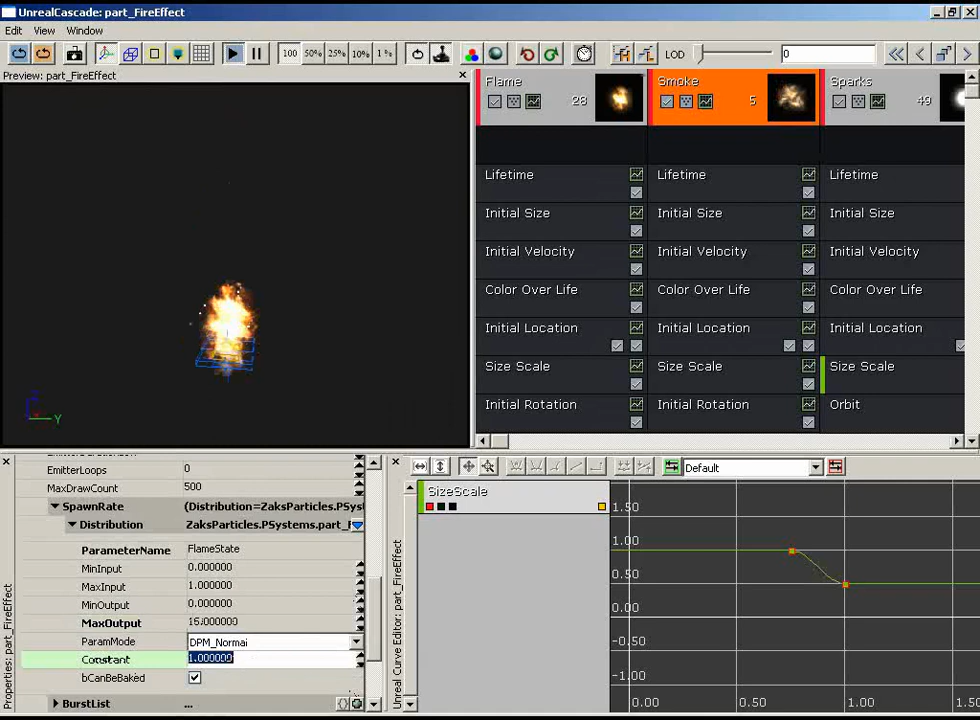 UnrealCascade: part_FireEffect
Edit View Window
100 50% 25% 10% 1% LOD 0
Preview: part_FireEffect
Flame 28 Smoke 5 Sparks 49
Lifetime Lifetime Lifetime
Initial Size Initial Size Initial Size
Initial Velocity Initial Velocity Initial Velocity
Color Over Life Color Over Life Color Over Life
Initial Location Initial Location Initial Location
Size Scale Size Scale Size Scale
Initial Rotation Initial Rotation Orbit
Z
Y
Properties: part_FireEffect
EmitterLoops 0
MaxDrawCount 500
SpawnRate (Distribution=ZaksParticles.PSyst
Distribution ZaksParticles.PSystems.part_F
ParameterName FlameState
MinInput 0.000000
MaxInput 1.000000
MinOutput 0.000000
MaxOutput 16.000000
ParamMode DPM_Normal
Constant 1.000000
bCanBeBaked
BurstList ...
Unreal Curve Editor: part_FireEffect
Default
SizeScale
1.50
1.00
0.50
0.00
-0.50
-1.00
0.00 0.50 1.00 1.50